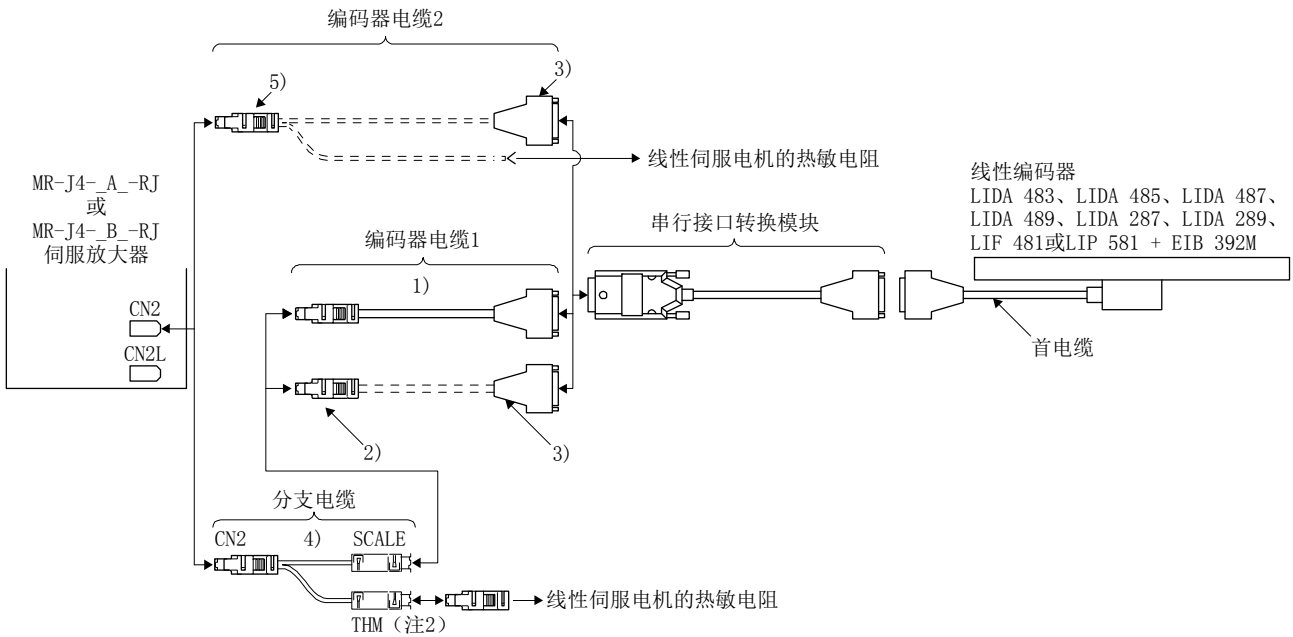 编码器电缆2
5)
3)
线性伺服电机的热敏电阻
MR-J4-_A_-RJ
或
MR-J4-_B_-RJ
伺服放大器
CN2
CN2L
编码器电缆1
1)
2)
3)
串行接口转换模块
线性编码器
LIDA 483、LIDA 485、LIDA 487、
LIDA 489、LIDA 287、LIDA 289、
LIF 481或LIP 581 + EIB 392M
首电缆
分支电缆
CN2
4)
SCALE
线性伺服电机的热敏电阻
THM（注2）